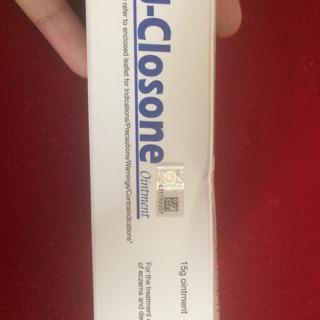 15g ointment
-Closone
Ointment
For the treatment
of eczema and
refer to enclosed leaflet for Indications/Precautions/Warnings/Contraindications"